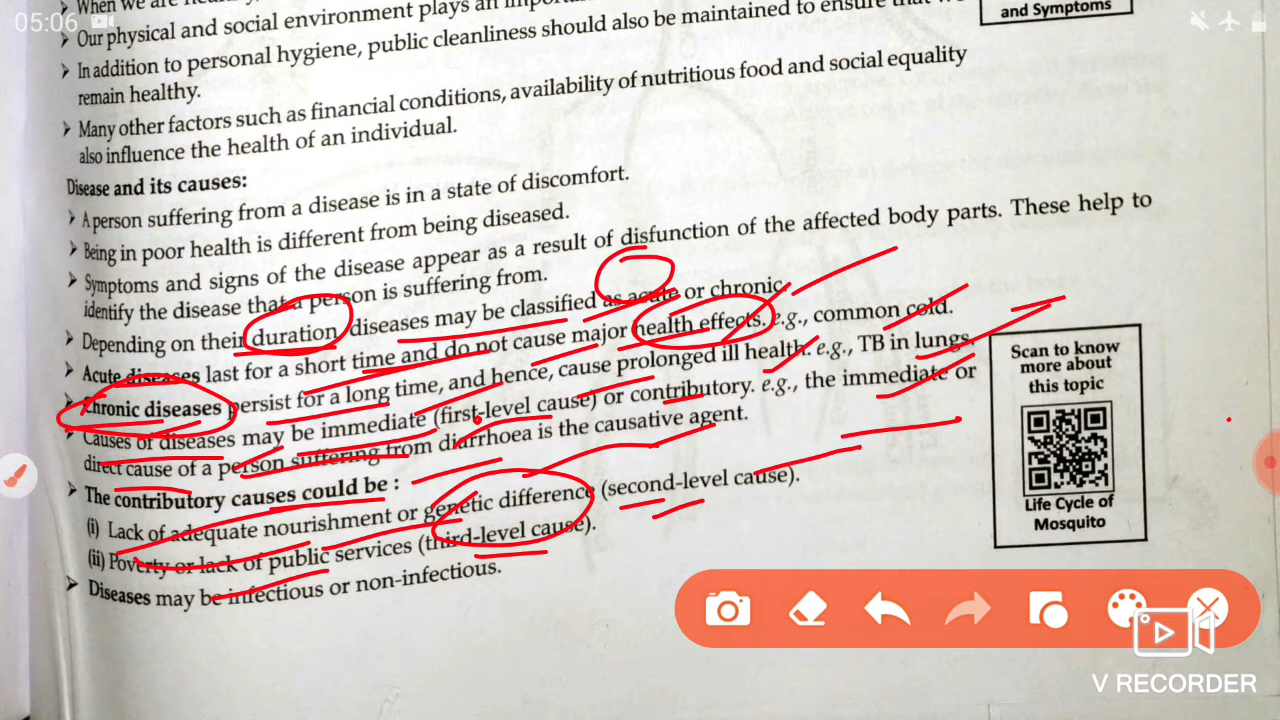 05:06
When we are
Our physical and social environment plays an
and Symptoms
In addition to personal hygiene, public cleanliness should also be maintained to ensure that
remain healthy.
Many other factors such as financial conditions, availability of nutritious food and social equality
also influence the health of an individual.
Disease and its causes:
A person suffering from a disease is in a state of discomfort.
Being in poor health is different from being diseased.
Symptoms and signs of the disease appear as a result of disfunction of the affected body parts. These help to
identify the disease that a person is suffering from.
Depending on their duration, diseases may be classified as acute or chronic.
Acute diseases last for a short time and do not cause major health effects. e.g., common cold.
Chronic diseases persist for a long time, and hence, cause prolonged ill health. e.g., TB in lungs.
Causes of diseases may be immediate (first-level cause) or contributory. e.g., the immediate or
direct cause of a person suffering from diarrhoea is the causative agent.
The contributory causes could be :
(i) Lack of adequate nourishment or genetic difference (second-level cause).
(ii) Poverty or lack of public services (third-level cause).
Diseases may be infectious or non-infectious.
Scan to know
more about
this topic
Life Cycle of
Mosquito
V RECORDER